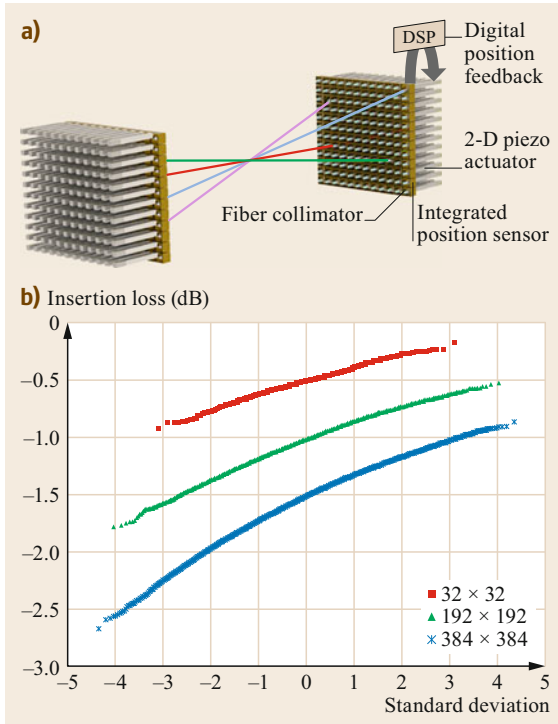 a)
DSP
Digital
position
feedback
2-D piezo
actuator
Fiber collimator
Integrated
position sensor
b) Insertion loss (dB)
0
–0.5
–1.0
–1.5
–2.0
–2.5
–3.0
32 × 32
192 × 192
384 × 384
–5 –4 –3 –2 –1 0 1 2 3 4 5
Standard deviation